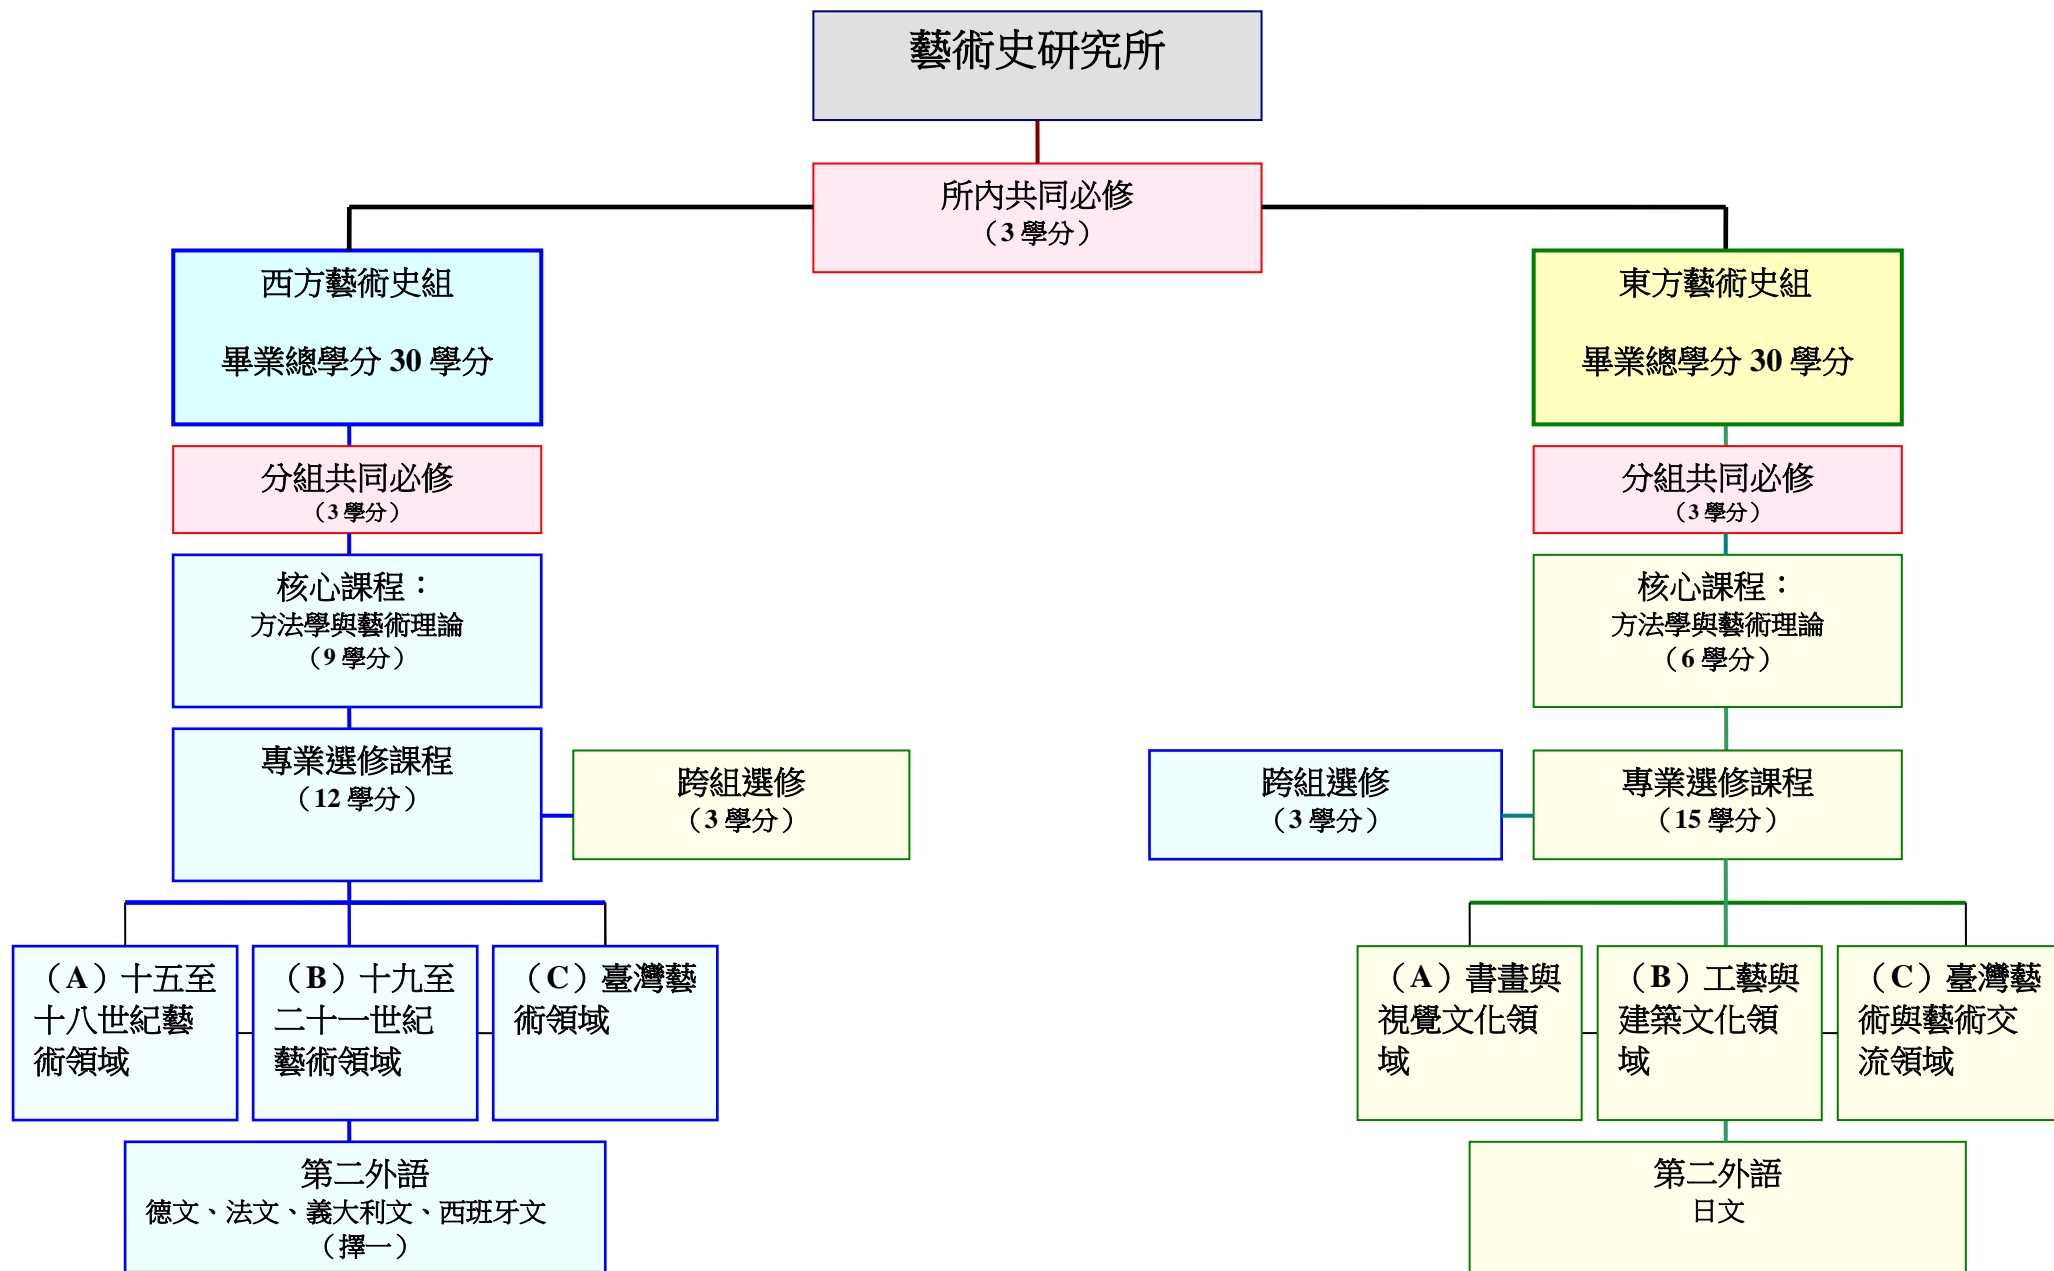 藝術史研究所
所內共同必修
（3 學分）
西方藝術史組
畢業總學分 30 學分
分組共同必修
（3 學分）
核心課程：
方法學與藝術理論
（9 學分）
專業選修課程
（12 學分）
跨組選修
（3 學分）
（A）十五至
十八世紀藝
術領域
（B）十九至
二十一世紀
藝術領域
（C）臺灣藝
術領域
第二外語
德文、法文、義大利文、西班牙文
（擇一）
東方藝術史組
畢業總學分 30 學分
分組共同必修
（3 學分）
核心課程：
方法學與藝術理論
（6 學分）
跨組選修
（3 學分）
專業選修課程
（15 學分）
（A）書畫與
視覺文化領
域
（B）工藝與
建築文化領
域
（C）臺灣藝
術與藝術交
流領域
第二外語
日文